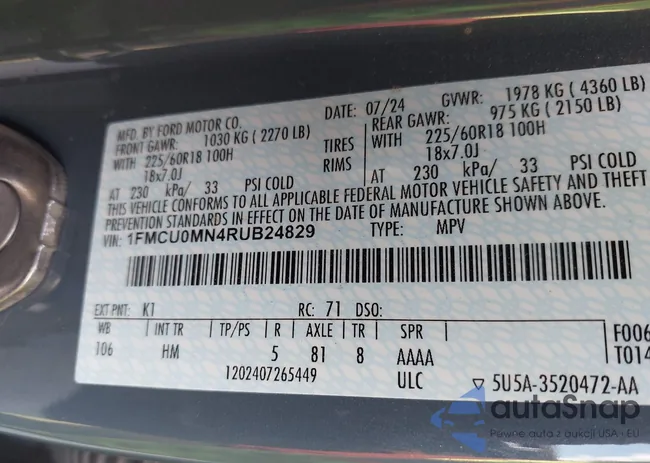 MFD. BY FORD MOTOR CO. DATE: 07/24 GVWR: 1978 KG ( 4360 LB)
FRONT GAWR: 1030 KG ( 2270 LB) REAR GAWR: 975 KG ( 2150 LB)
WITH 225/60R18 100H TIRES WITH 225/60R18 100H
18x7.0J RIMS 18x7.0J
AT 230 kPa/ 33 PSI COLD AT 230 kPa/ 33 PSI COLD
THIS VEHICLE CONFORMS TO ALL APPLICABLE FEDERAL MOTOR VEHICLE SAFETY AND THEFT
PREVENTION STANDARDS IN EFFECT ON THE DATE OF MANUFACTURE SHOWN ABOVE.
VIN: 1FMCU0MN4RUB24829 TYPE: MPV
EXT PNT: K1 RC: 71 DSO:
WB INT TR TP/PS R AXLE TR SPR F006
106 HM 5 81 8 AAAA T014
1202407265449 ULC 5U5A-3520472-AA
autoSnap
Pewne auto z aukcji USA i EU